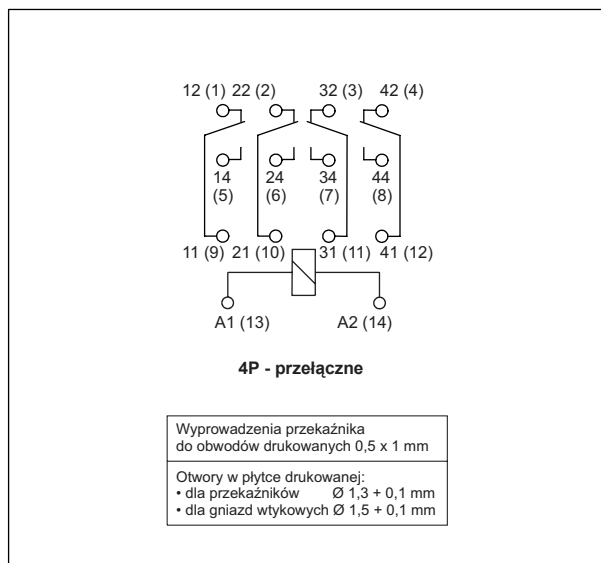 12 (1) 22 (2) 32 (3) 42 (4)
14 24 34 44
(5) (6) (7) (8)
11 (9) 21 (10) 31 (11) 41 (12)
A1 (13) A2 (14)
4P - przełączne
Wyprowadzenia przekaźnika
do obwodów drukowanych 0,5 x 1 mm
Otwory w płytce drukowanej:
• dla przekaźników Ø 1,3 + 0,1 mm
• dla gniazd wtykowych Ø 1,5 + 0,1 mm